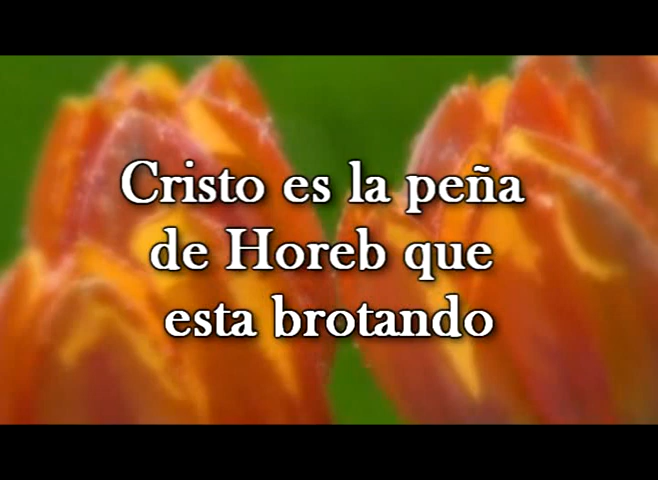 Cristo es la peña
de Horeb que
esta brotando